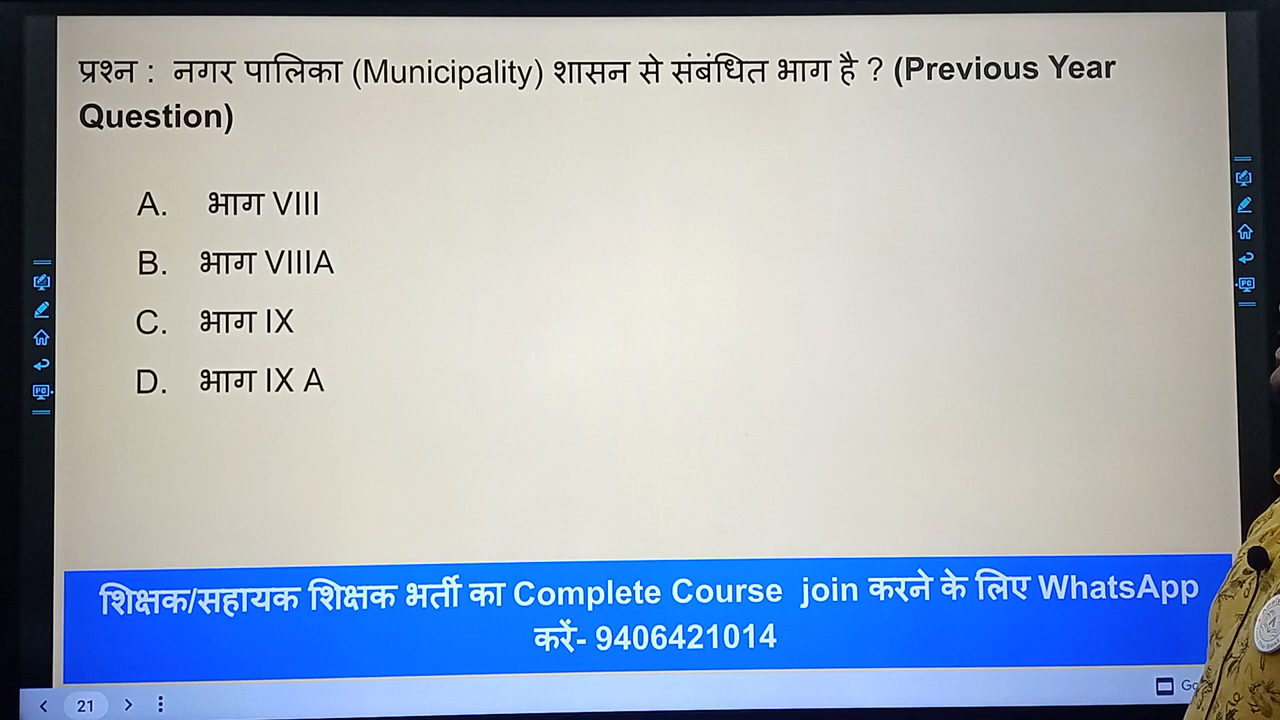 प्रश्न : नगर पालिका (Municipality) शासन से संबंधित भाग है ? (Previous Year
Question)
A. भाग VIII
B. भाग VIIIA
C. भाग IX
D. भाग IX A
शिक्षक/सहायक शिक्षक भर्ती का Complete Course join करने के लिए WhatsApp
करें- 9406421014
21